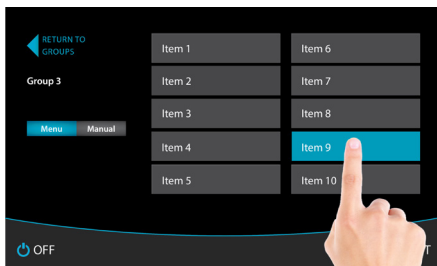 RETURN TO
GROUPS
Group 3
Menu Manual
Item 1
Item 2
Item 3
Item 4
Item 5
Item 6
Item 7
Item 8
Item 9
Item 10
OFF